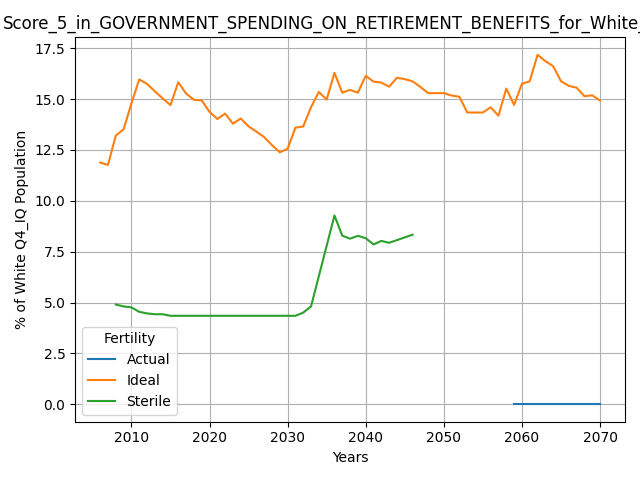 Score_5_in_GOVERNMENT_SPENDING_ON_RETIREMENT_BENEFITS_for_White_
17.5
15.0
12.5
10.0
7.5
5.0
2.5
0.0
% of White Q4_IQ Population
Fertility
Actual
Ideal
Sterile
2010 2020 2030 2040 2050 2060 2070
Years